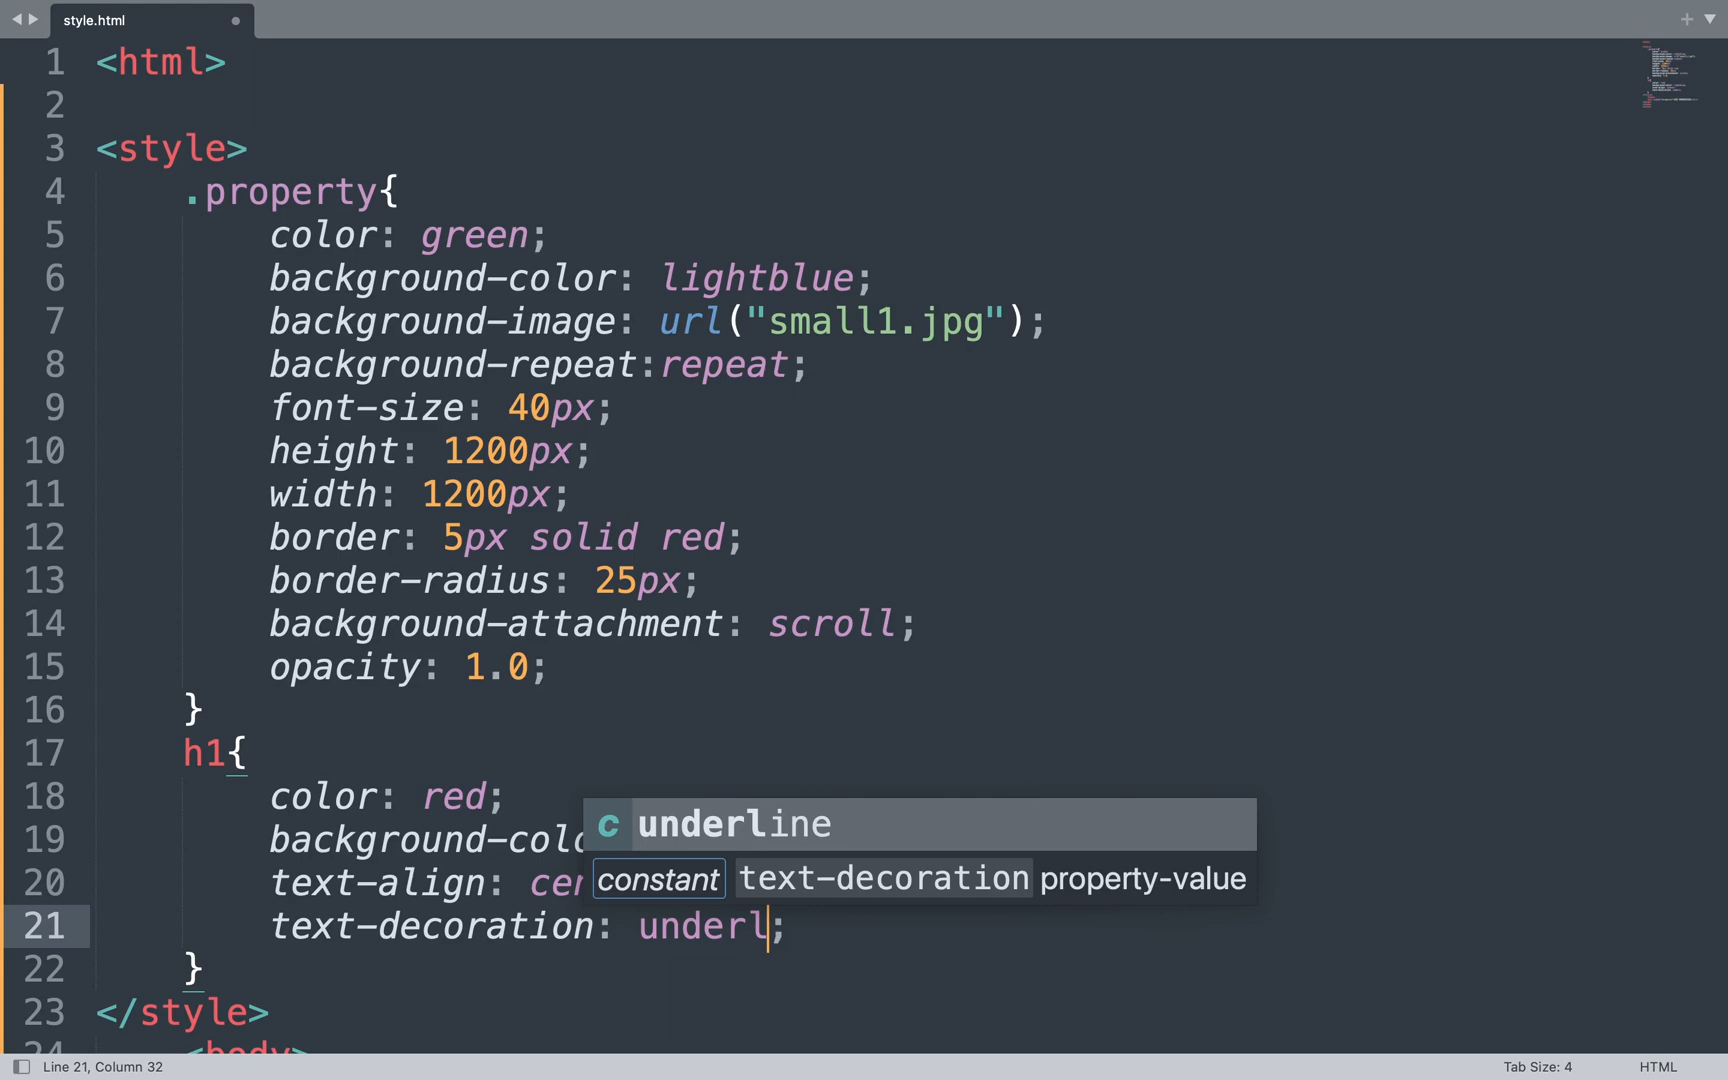 style.html
1 <html>
2
3 <style>
4 .property{
5 color: green;
6 background-color: lightblue;
7 background-image: url("small1.jpg");
8 background-repeat:repeat;
9 font-size: 40px;
10 height: 1200px;
11 width: 1200px;
12 border: 5px solid red;
13 border-radius: 25px;
14 background-attachment: scroll;
15 opacity: 1.0;
16 }
17 h1{
18 color: red;
c underline
19 background-colo
constant text-decoration property-value
20 text-align: cen
21 text-decoration: underl;
22 }
23 </style>
24 <body>
Line 21, Column 32
Tab Size: 4
HTML